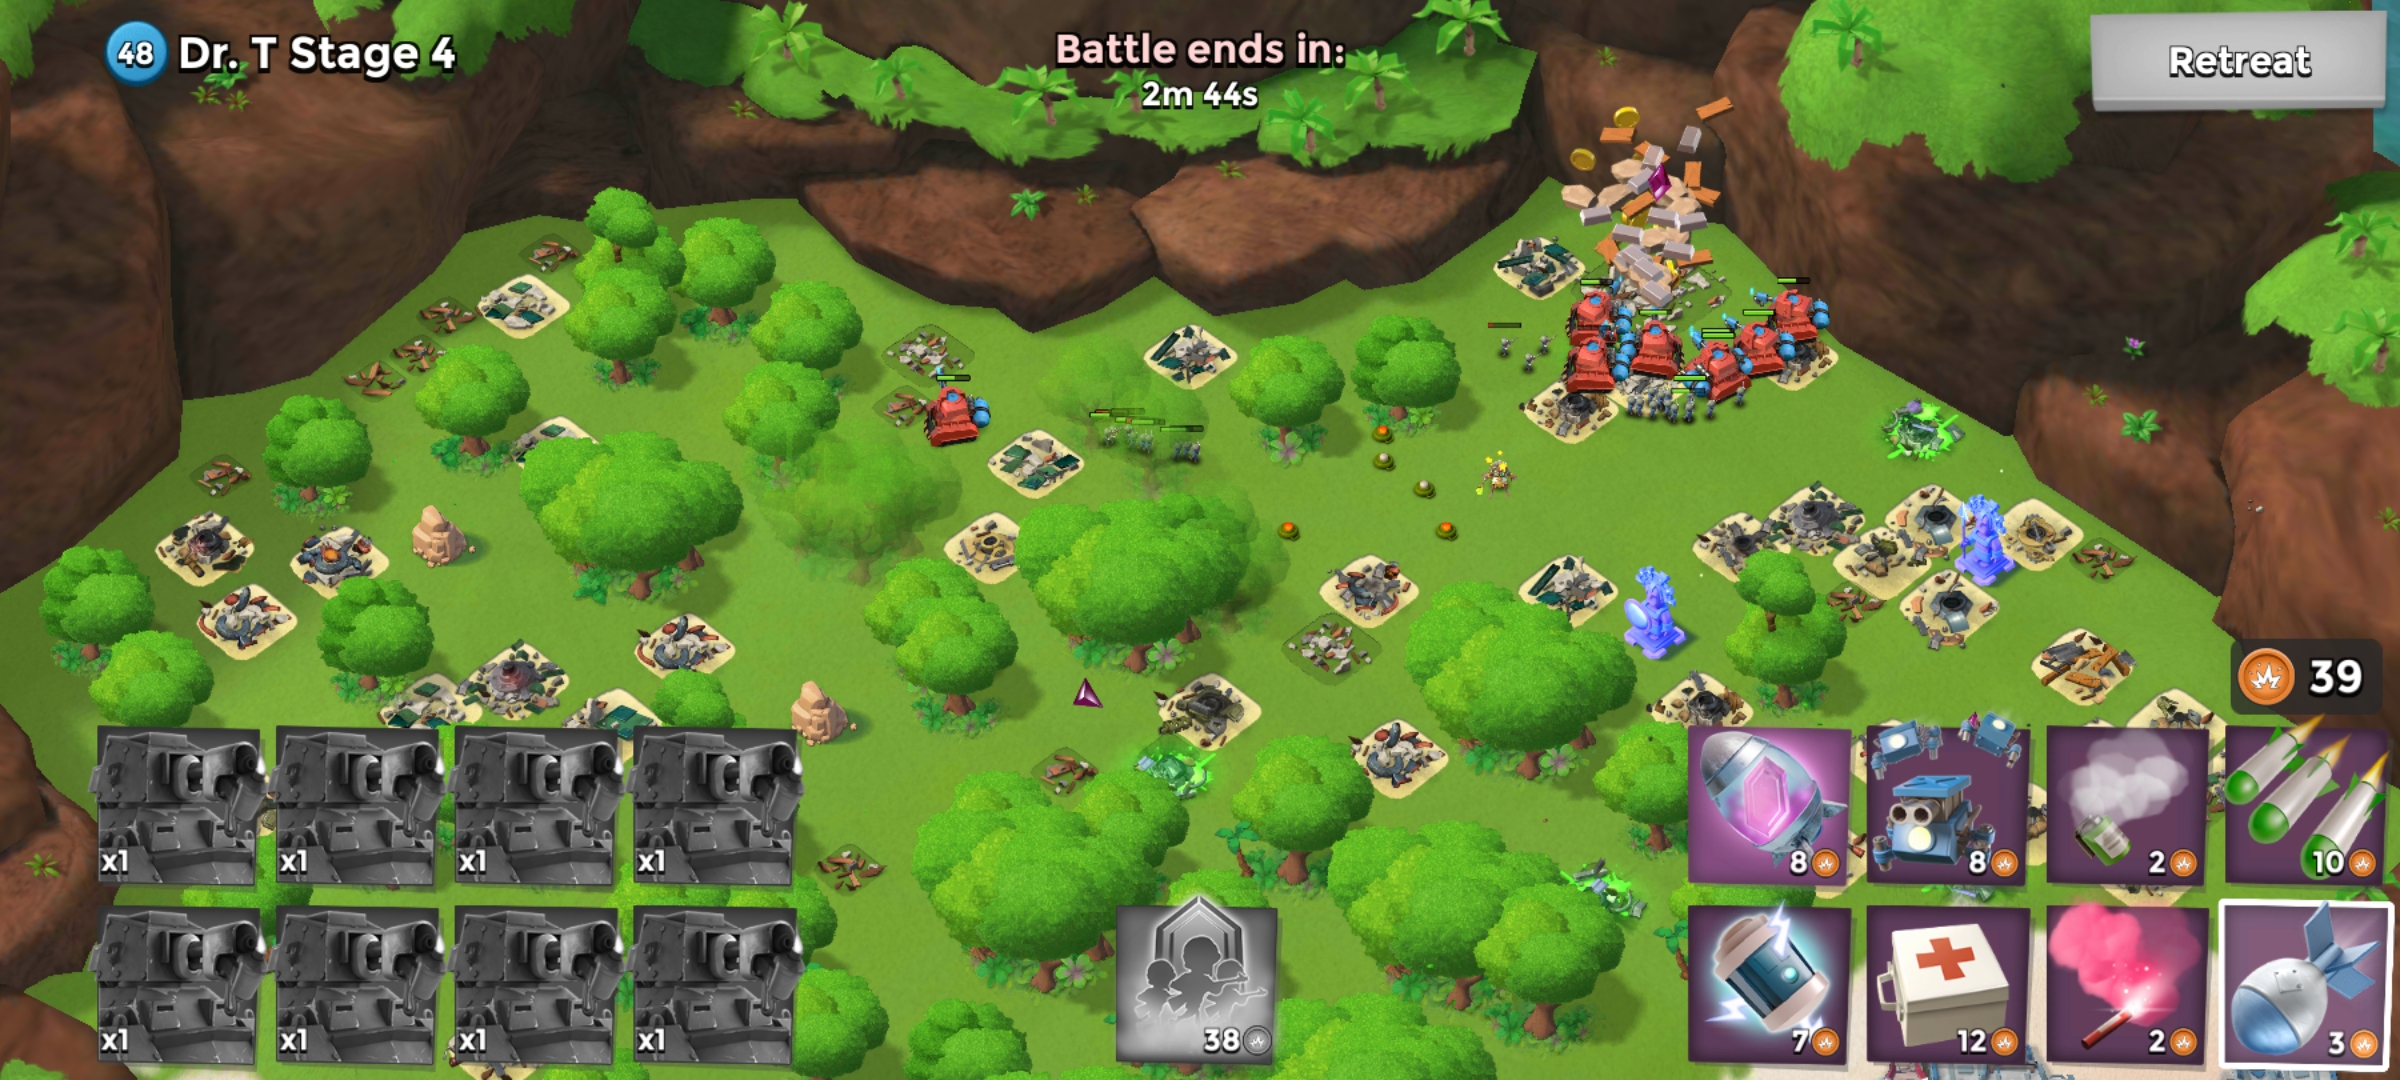 48 Dr. T Stage 4
Battle ends in:
2m 44s
Retreat
39
x1 x1 x1 x1
8 8 2 10
x1 x1 x1 x1
38
7 12 2 3